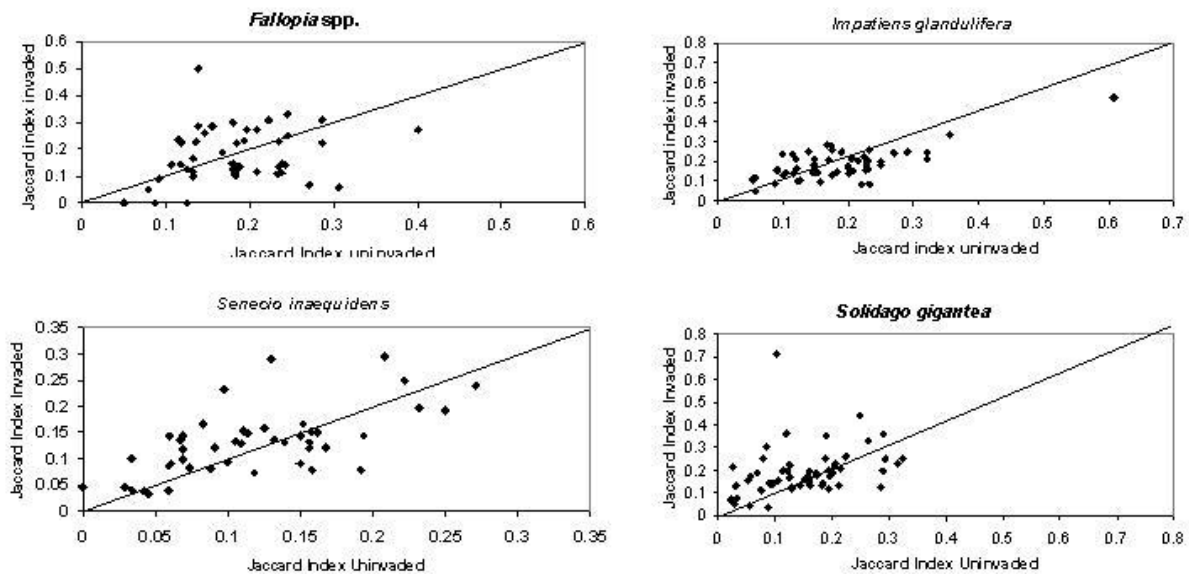 Fallopia spp.
Jaccard index invaded
0.6
0.5
0.4
0.3
0.2
0.1
0
0 0.1 0.2 0.3 0.4 0.5 0.6
Jaccard Index uninvaded
Impatiens glandulifera
Jaccard index invaded
0.8
0.7
0.6
0.5
0.4
0.3
0.2
0.1
0
0 0.1 0.2 0.3 0.4 0.5 0.6 0.7
Jaccard index uninvaded
Senecio inaequidens
Jaccard Index Invaded
0.35
0.3
0.25
0.2
0.15
0.1
0.05
0
0 0.05 0.1 0.15 0.2 0.25 0.3 0.35
Jaccard Index Uninvaded
Solidago gigantea
Jaccard Index Invaded
0.8
0.7
0.6
0.5
0.4
0.3
0.2
0.1
0
0 0.1 0.2 0.3 0.4 0.5 0.6 0.7 0.8
Jaccard Index Uninvaded